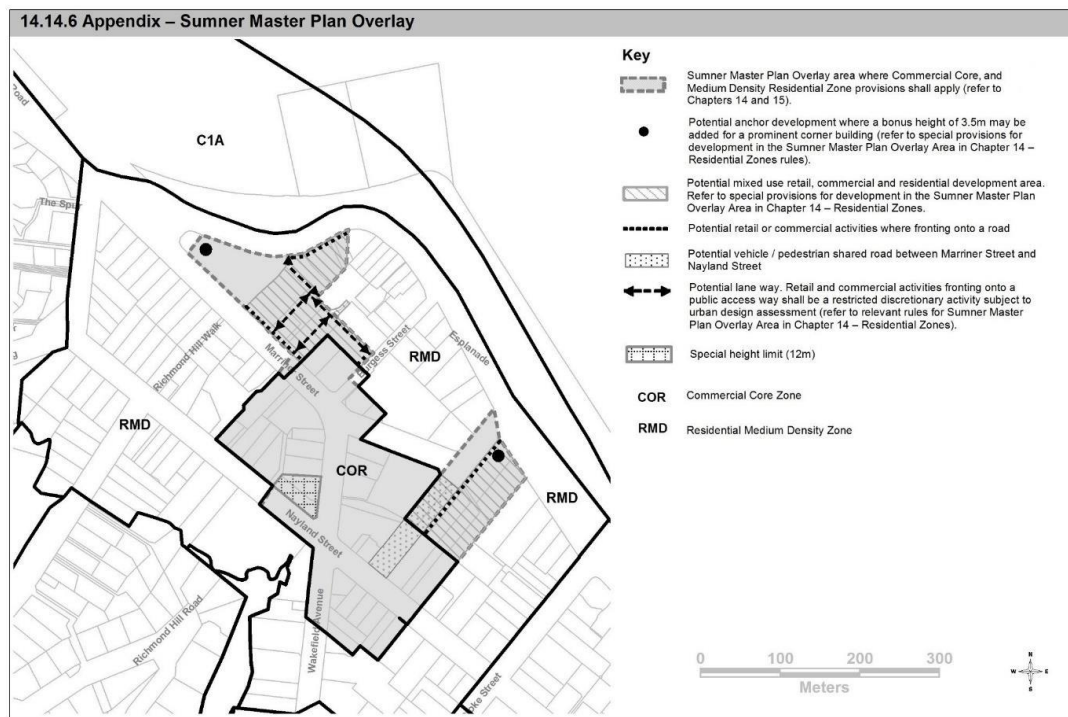 14.14.6 Appendix – Sumner Master Plan Overlay
Key
Sumner Master Plan Overlay area where Commercial Core, and
Medium Density Residential Zone provisions shall apply (refer to
Chapters 14 and 15).
Potential anchor development where a bonus height of 3.5m may be
added for a prominent corner building (refer to special provisions for
development in the Sumner Master Plan Overlay Area in Chapter 14 –
Residential Zones rules).
Potential mixed use retail, commercial and residential development area.
Refer to special provisions for development in the Sumner Master Plan
Overlay Area in Chapter 14 – Residential Zones.
Potential retail or commercial activities where fronting onto a road
Potential vehicle / pedestrian shared road between Marriner Street and
Nayland Street
Potential lane way. Retail and commercial activities fronting onto a
public access way shall be a restricted discretionary activity subject to
urban design assessment (refer to relevant rules for Sumner Master
Plan Overlay Area in Chapter 14 – Residential Zones).
Special height limit (12m)
COR Commercial Core Zone
RMD Residential Medium Density Zone
Road
C1A
The Spur
Richmond Hill Walk
Marriner Street
Burgess Street
Esplanade
RMD
RMD
COR
RMD
Nayland Street
Richmond Hill Road
Wakefield Avenue
oke Street
0 100 200 300
Meters
N
W E
S